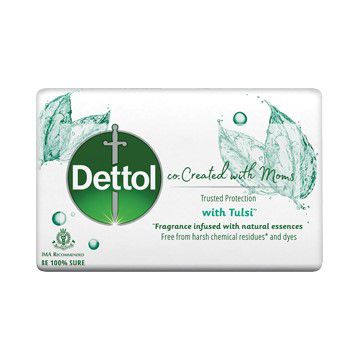 Dettol
co.Created with Moms
Trusted Protection
with Tulsi~
~Fragrance infused with natural essences
Free from harsh chemical residues* and dyes
IMA Recommended
BE 100% SURE